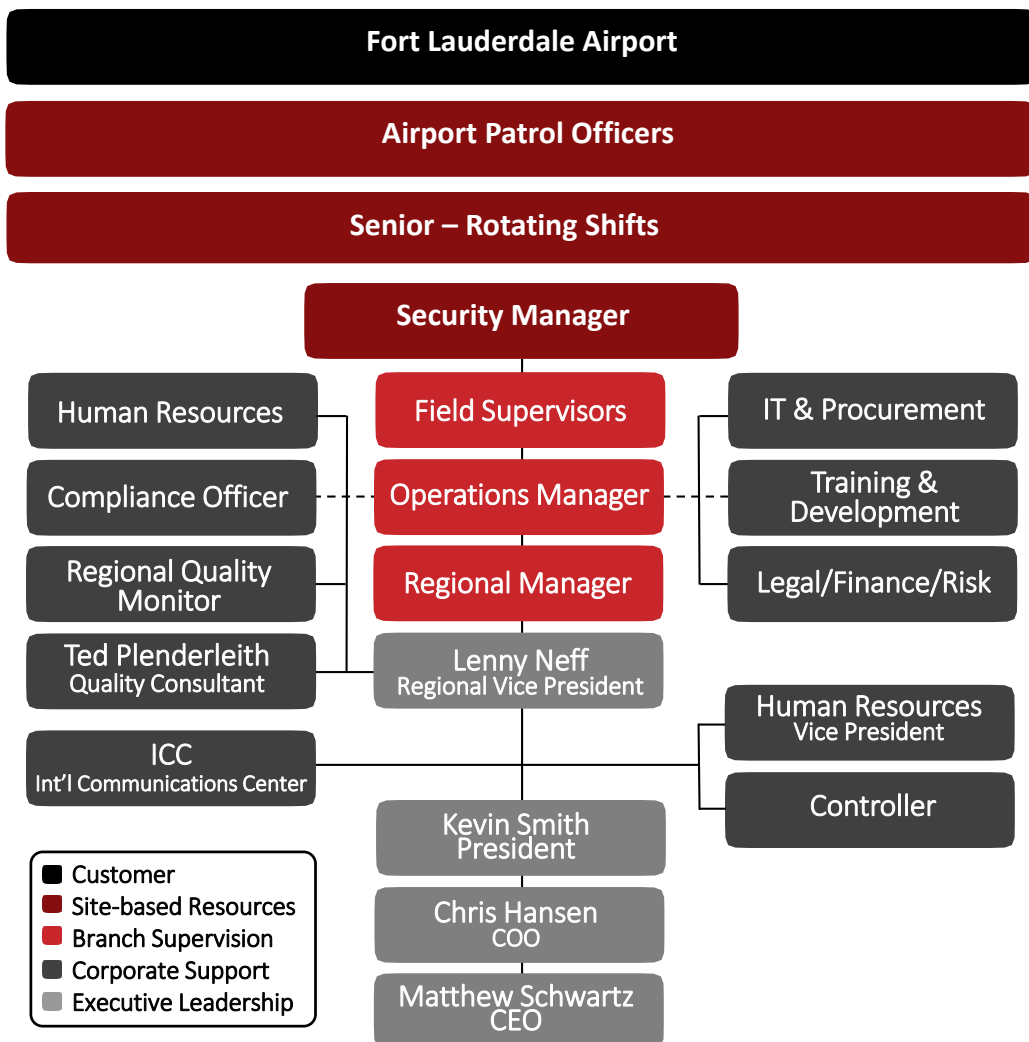 Fort Lauderdale Airport
Airport Patrol Officers
Senior – Rotating Shifts
Security Manager
Human Resources
Field Supervisors
IT & Procurement
Compliance Officer
Operations Manager
Training &
Development
Regional Quality
Monitor
Regional Manager
Legal/Finance/Risk
Ted Plenderleith
Quality Consultant
Lenny Neff
Regional Vice President
Human Resources
Vice President
ICC
Int'l Communications Center
Controller
Kevin Smith
President
Chris Hansen
COO
Matthew Schwartz
CEO
Customer
Site-based Resources
Branch Supervision
Corporate Support
Executive Leadership